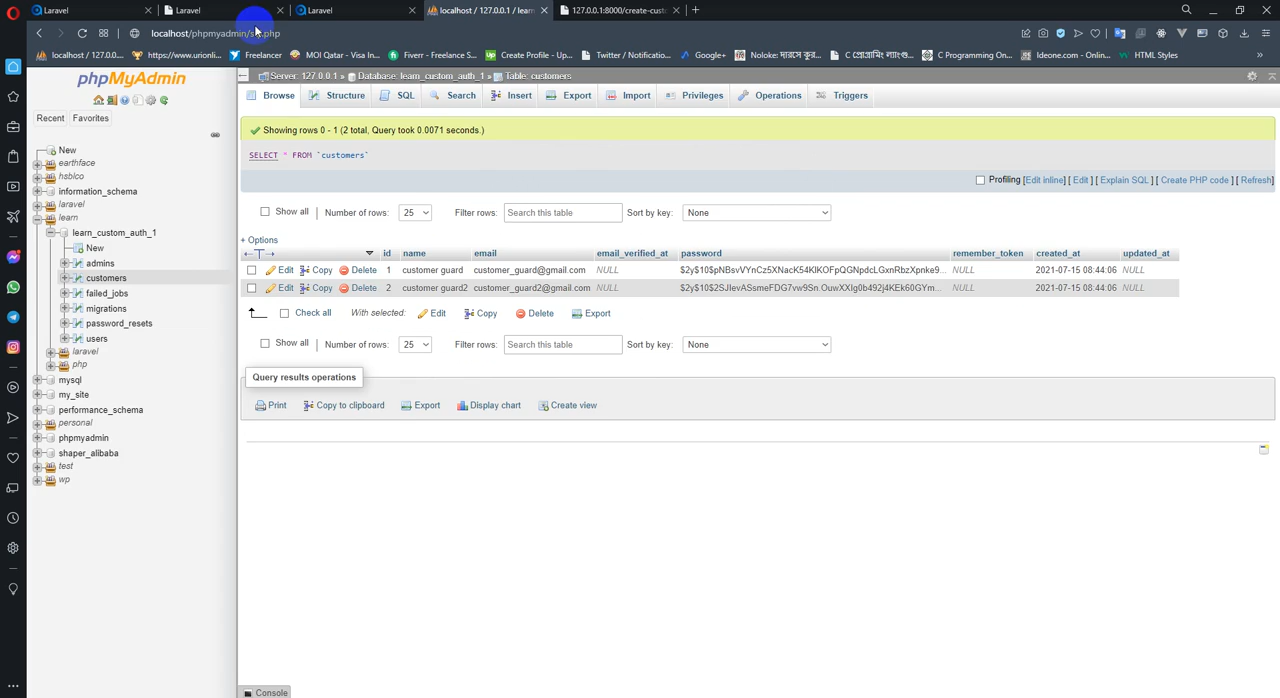 Laravel
Laravel
Laravel
localhost / 127.0.0.1 / learn
127.0.0.1:8000/create-cust
localhost/phpmyadmin/
localhost / 127.0.0....
https://www.urionli...
Freelancer
MOI Qatar - Visa In...
Fiverr - Freelance S...
Create Profile - Up...
Twitter / Notificatio...
Google+
C Programming On...
Ideone.com - Onlin...
HTML Styles
phpMyAdmin
Recent
Favorites
New
earthface
hsblco
information_schema
laravel
learn
learn_custom_auth_1
New
admins
customers
failed_jobs
migrations
password_resets
users
laravel
php
mysql
my_site
performance_schema
personal
phpmyadmin
shaper_alibaba
test
wp
Server: 127.0.0.1 » Database: learn_custom_auth_1 » Table: customers
Browse Structure SQL Search Insert Export Import Privileges Operations Triggers
Showing rows 0 - 1 (2 total, Query took 0.0071 seconds.)
SELECT * FROM `customers`
Profiling [Edit inline] [ Edit ] [ Explain SQL ] [ Create PHP code ] [ Refresh]
Show all | Number of rows: 25 Filter rows: Search this table Sort by key: None
+ Options
←T→ id name email email_verified_at password remember_token created_at updated_at
Edit Copy Delete 1 customer guard customer_guard@gmail.com NULL NULL 2021-07-15 08:44:06 NULL
Edit Copy Delete 2 customer guard2 customer_guard2@gmail.com NULL NULL 2021-07-15 08:44:06 NULL
Check all With selected: Edit Copy Delete Export
Show all | Number of rows: 25 Filter rows: Search this table Sort by key: None
Query results operations
Print Copy to clipboard Export Display chart Create view
Console